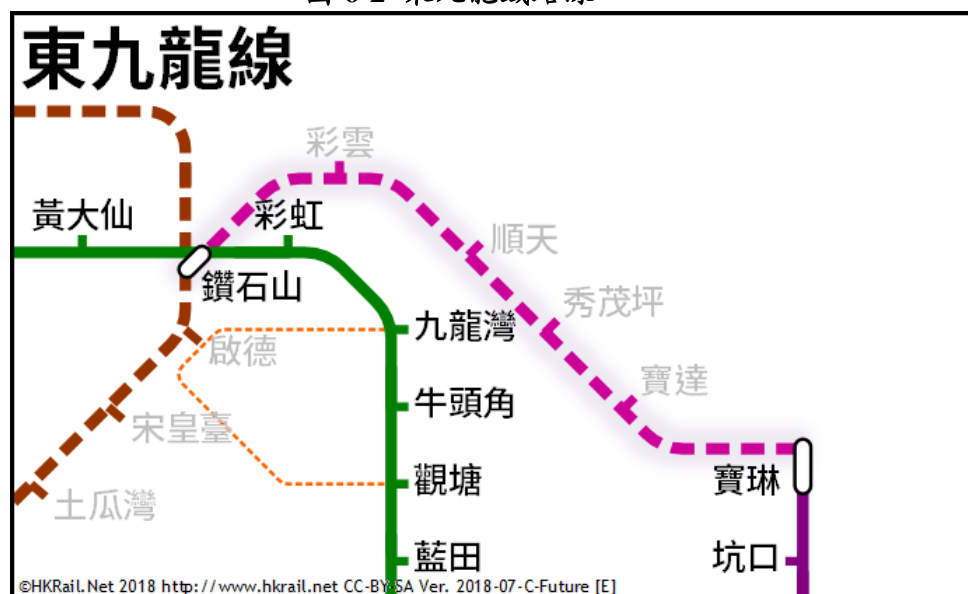 東九龍線
彩雲
黃大仙
彩虹
順天
鑽石山
秀茂坪
九龍灣
啟德
寶達
牛頭角
宋皇臺
觀塘
寶琳
土瓜灣
藍田
坑口
©HKRail.Net 2018 http://www.hkrail.net CC-BY-SA Ver. 2018-07-C-Future [E]